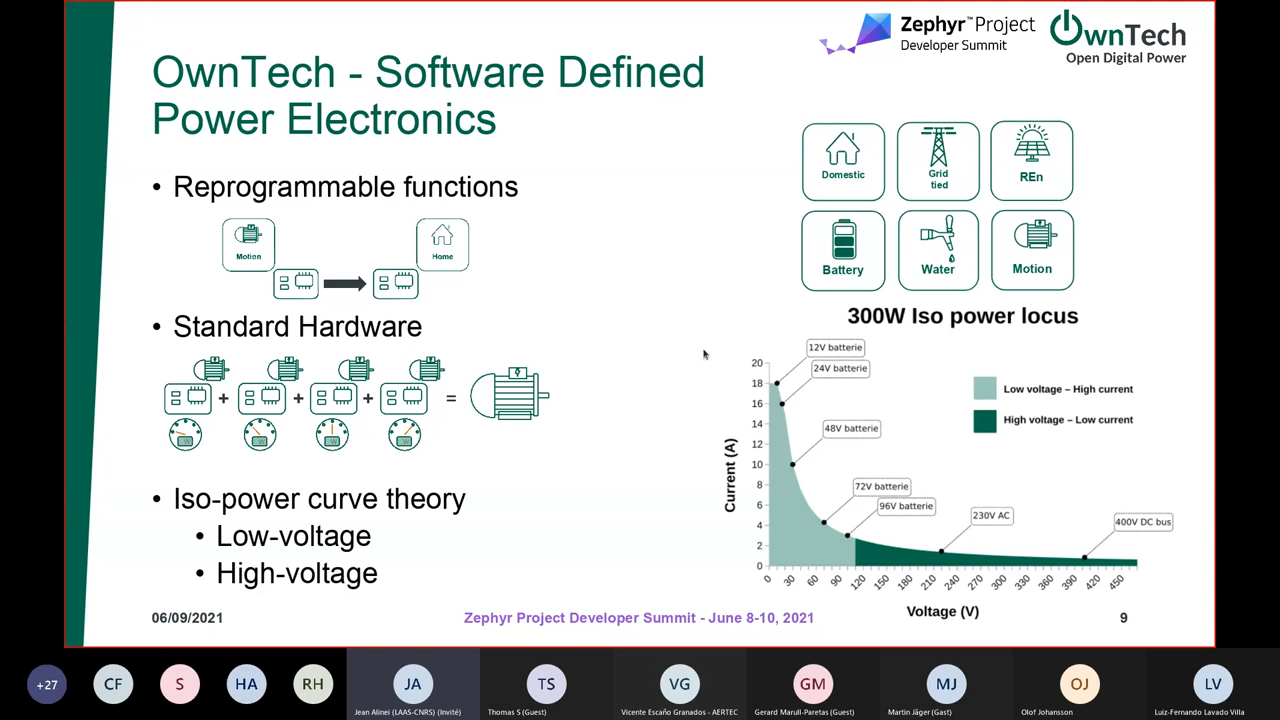 Zephyr™Project
Developer Summit
OwnTech
Open Digital Power
OwnTech - Software Defined
Power Electronics
• Reprogrammable functions
Motion
Home
• Standard Hardware
+ + + =
W W W W
• Iso-power curve theory
• Low-voltage
• High-voltage
Domestic
Grid
tied
REn
Battery
Water
Motion
300W Iso power locus
12V batterie
24V batterie
48V batterie
72V batterie
96V batterie
230V AC
400V DC bus
Low voltage – High current
High voltage – Low current
Current (A)
20
18
16
14
12
10
8
6
4
2
0
0 30 60 90 120 150 180 210 240 270 300 330 360 390 420 450
Voltage (V)
06/09/2021
Zephyr Project Developer Summit - June 8-10, 2021
9
+27
CF
S
HA
RH
JA
Jean Alinei (LAAS-CNRS) (Invité)
TS
Thomas S (Guest)
VG
Vicente Escaño Granados - AERTEC
GM
Gerard Marull-Paretas (Guest)
MJ
Martin Jäger (Gast)
OJ
Olof Johansson
LV
Luiz-Fernando Lavado Villa